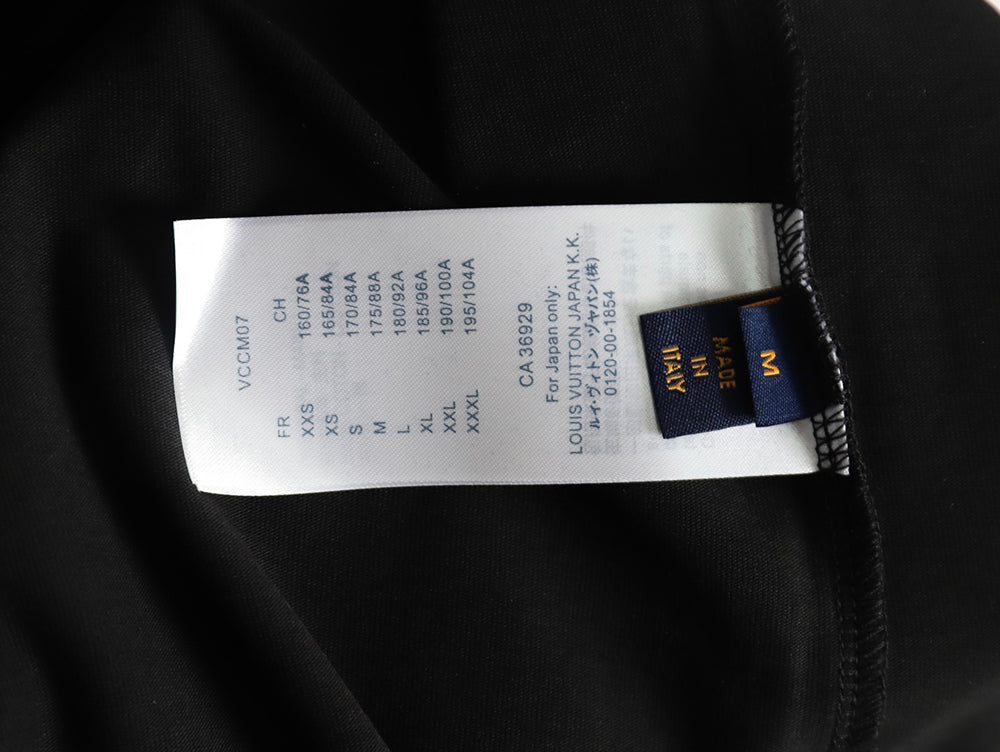 VCCM07
FR CH
XXS 160/76A
XS 165/84A
S 170/84A
M 175/88A
L 180/92A
XL 185/96A
XXL 190/100A
XXXL 195/104A
CA 36929
For Japan only:
LOUIS VUITTON JAPAN K.K.
ルイ・ヴィトン・ヅヤパン(株)
0120-00-1854
MADE
IN
ITALY
M